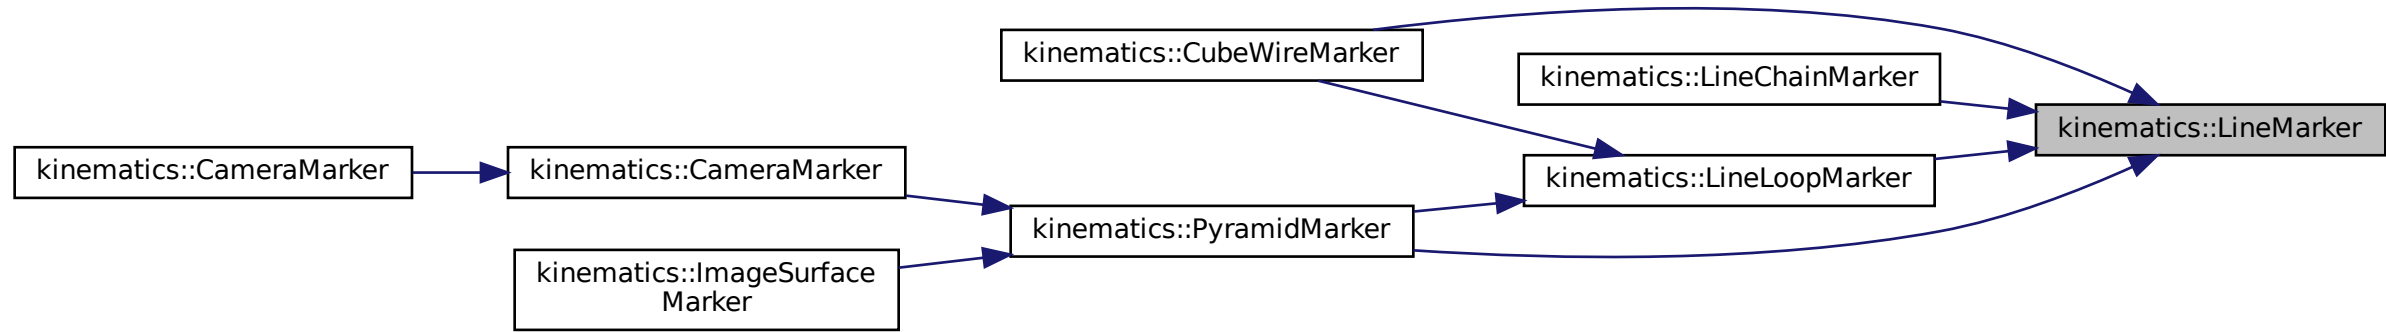 kinematics::CubeWireMarker
kinematics::LineChainMarker
kinematics::LineMarker
kinematics::CameraMarker
kinematics::CameraMarker
kinematics::LineLoopMarker
kinematics::PyramidMarker
kinematics::ImageSurface
Marker